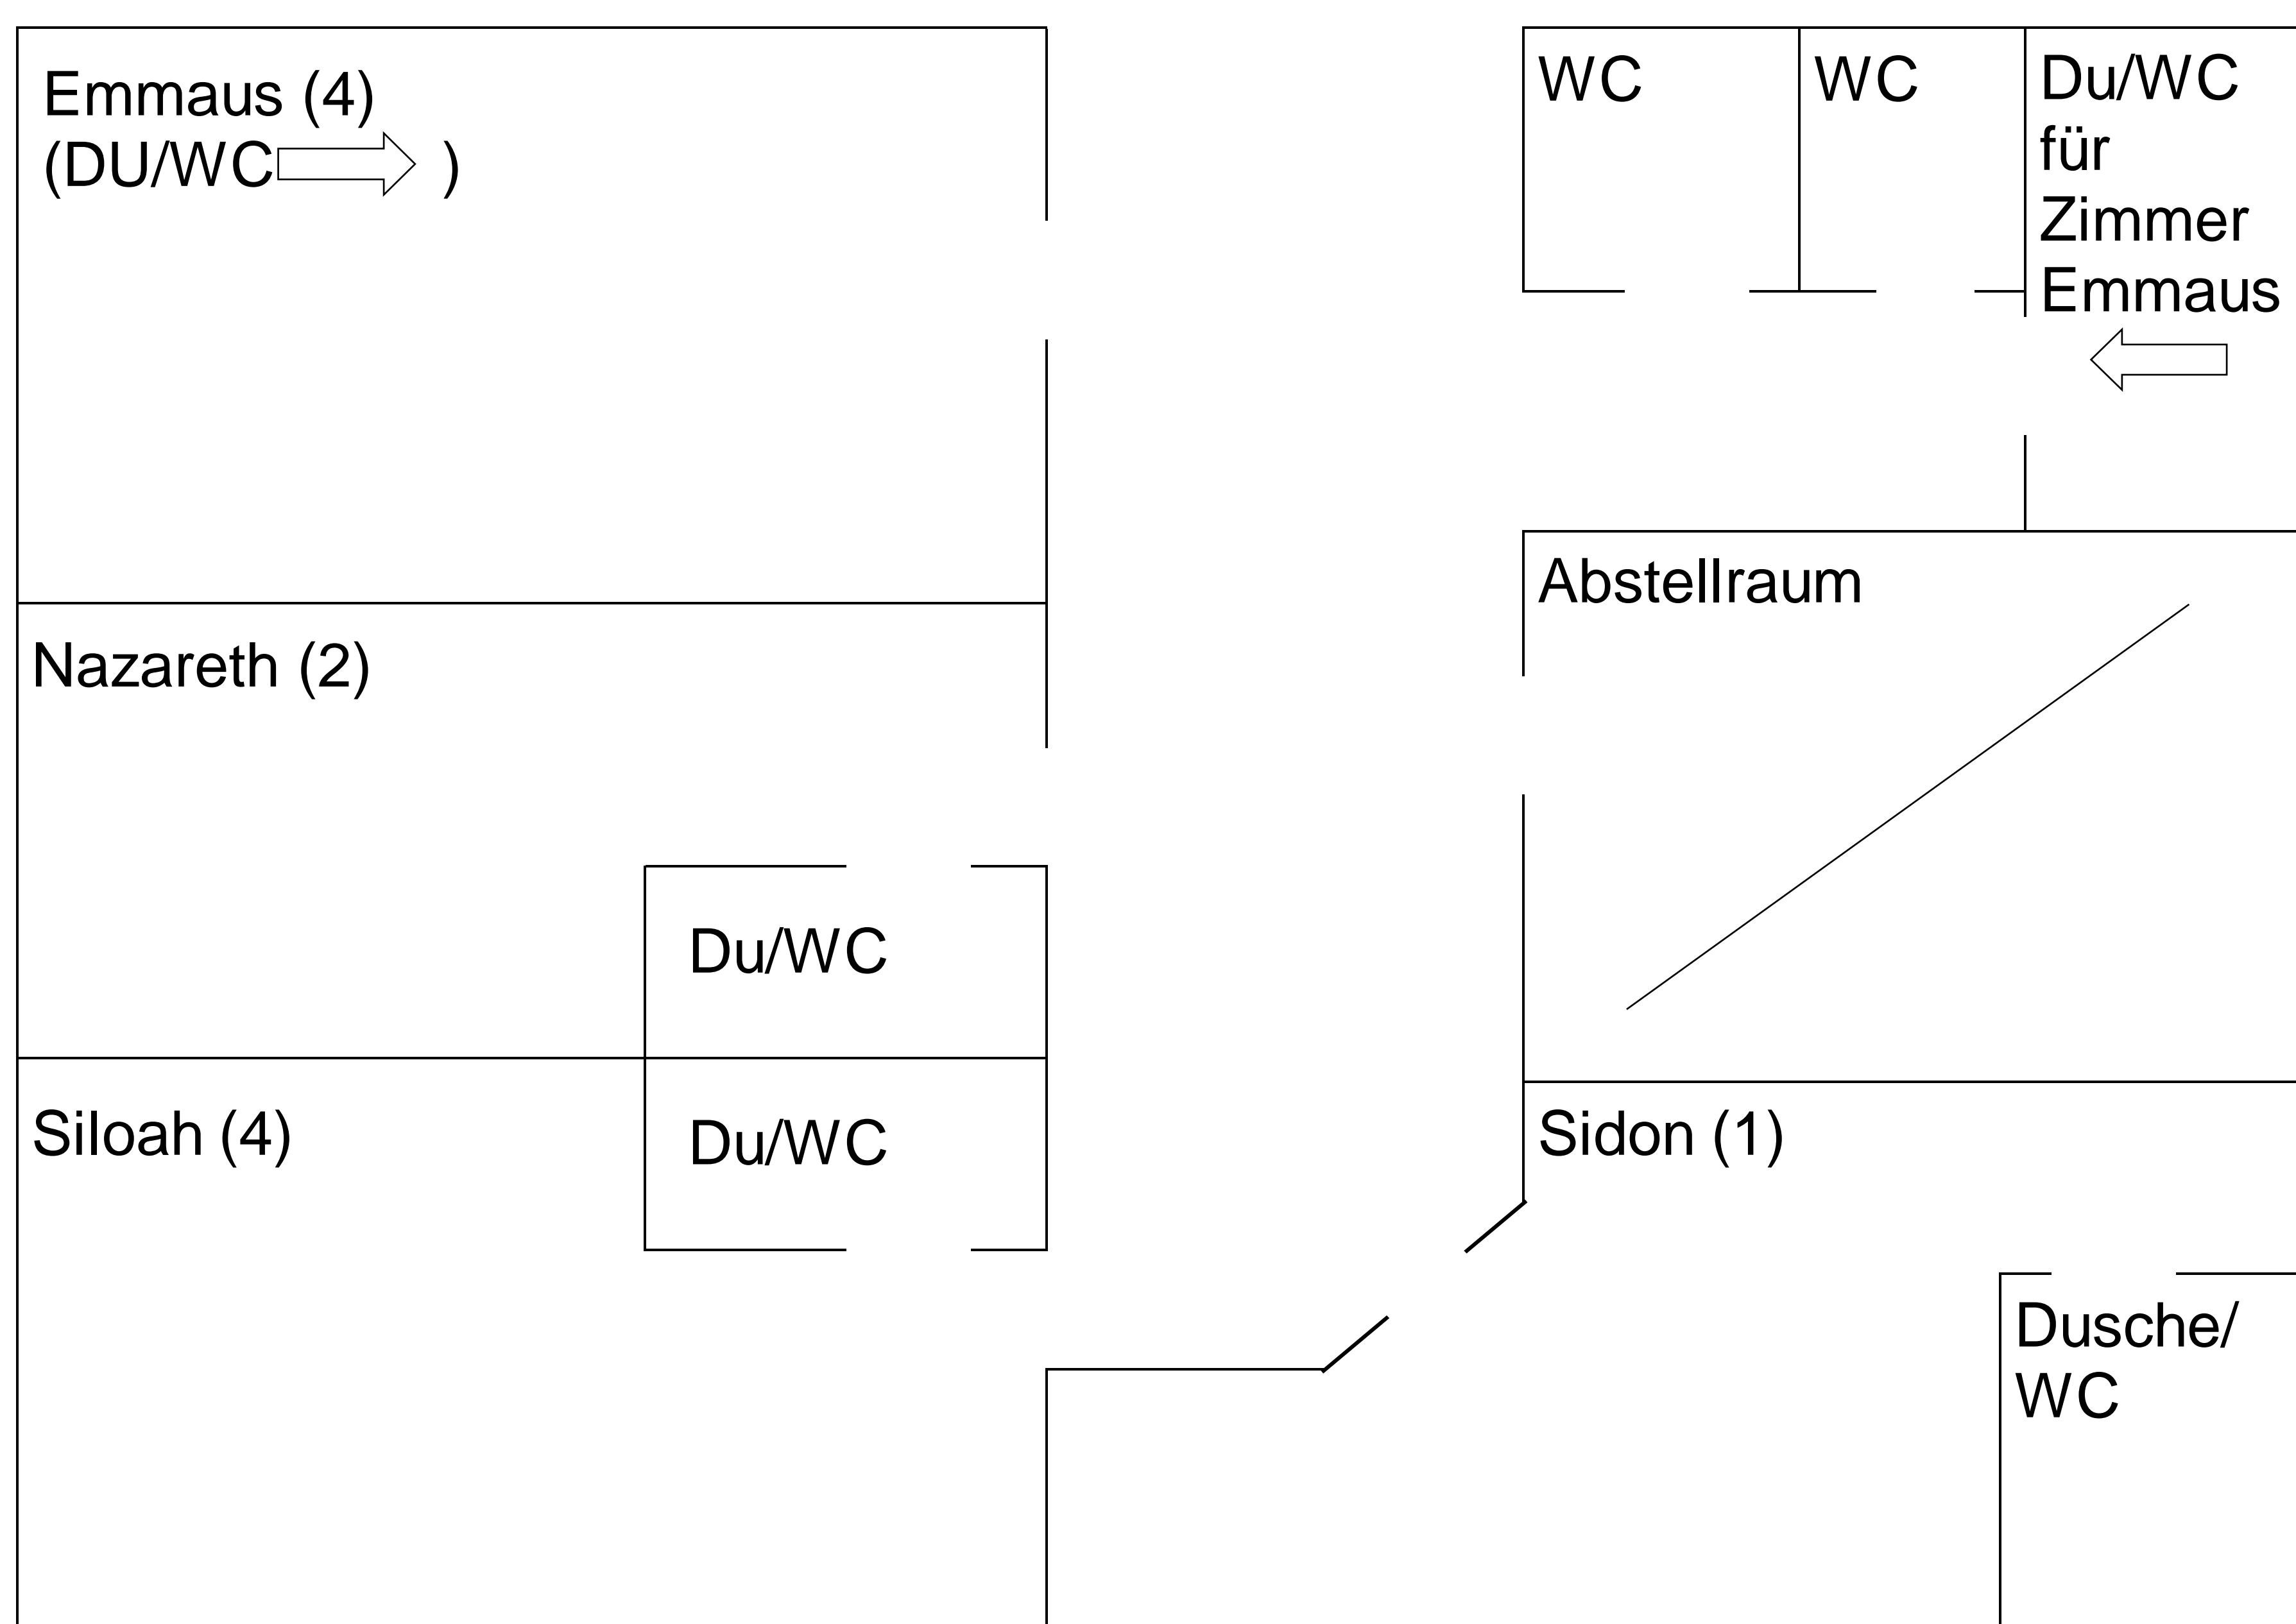 Emmaus (4)
(DU/WC )
WC
WC
Du/WC
für
Zimmer
Emmaus
Abstellraum
Nazareth (2)
Du/WC
Du/WC
Siloah (4)
Sidon (1)
Dusche/
WC